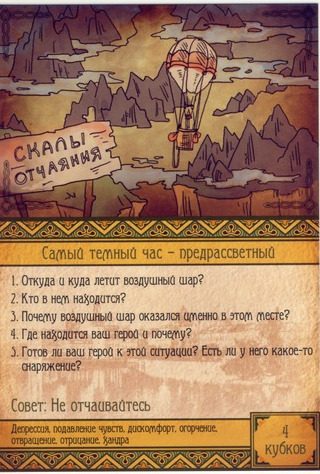 СКАЛЫ
ОТЧАЯНИЯ
Самый темный час – предрассветный
1. Откуда и куда летит воздушный шар?
2. Кто в нем находится?
3. Почему воздушный шар оказался именно в этом месте?
4. Где находится ваш герой и почему?
5. Готов ли ваш герой к этой ситуации? Есть ли у него какое-то
снаряжение?
Совет: Не отчаивайтесь
Депрессия, подавление чувств, дискомфорт, огорчение,
отвращение, отрицание, хандра
4
кубков